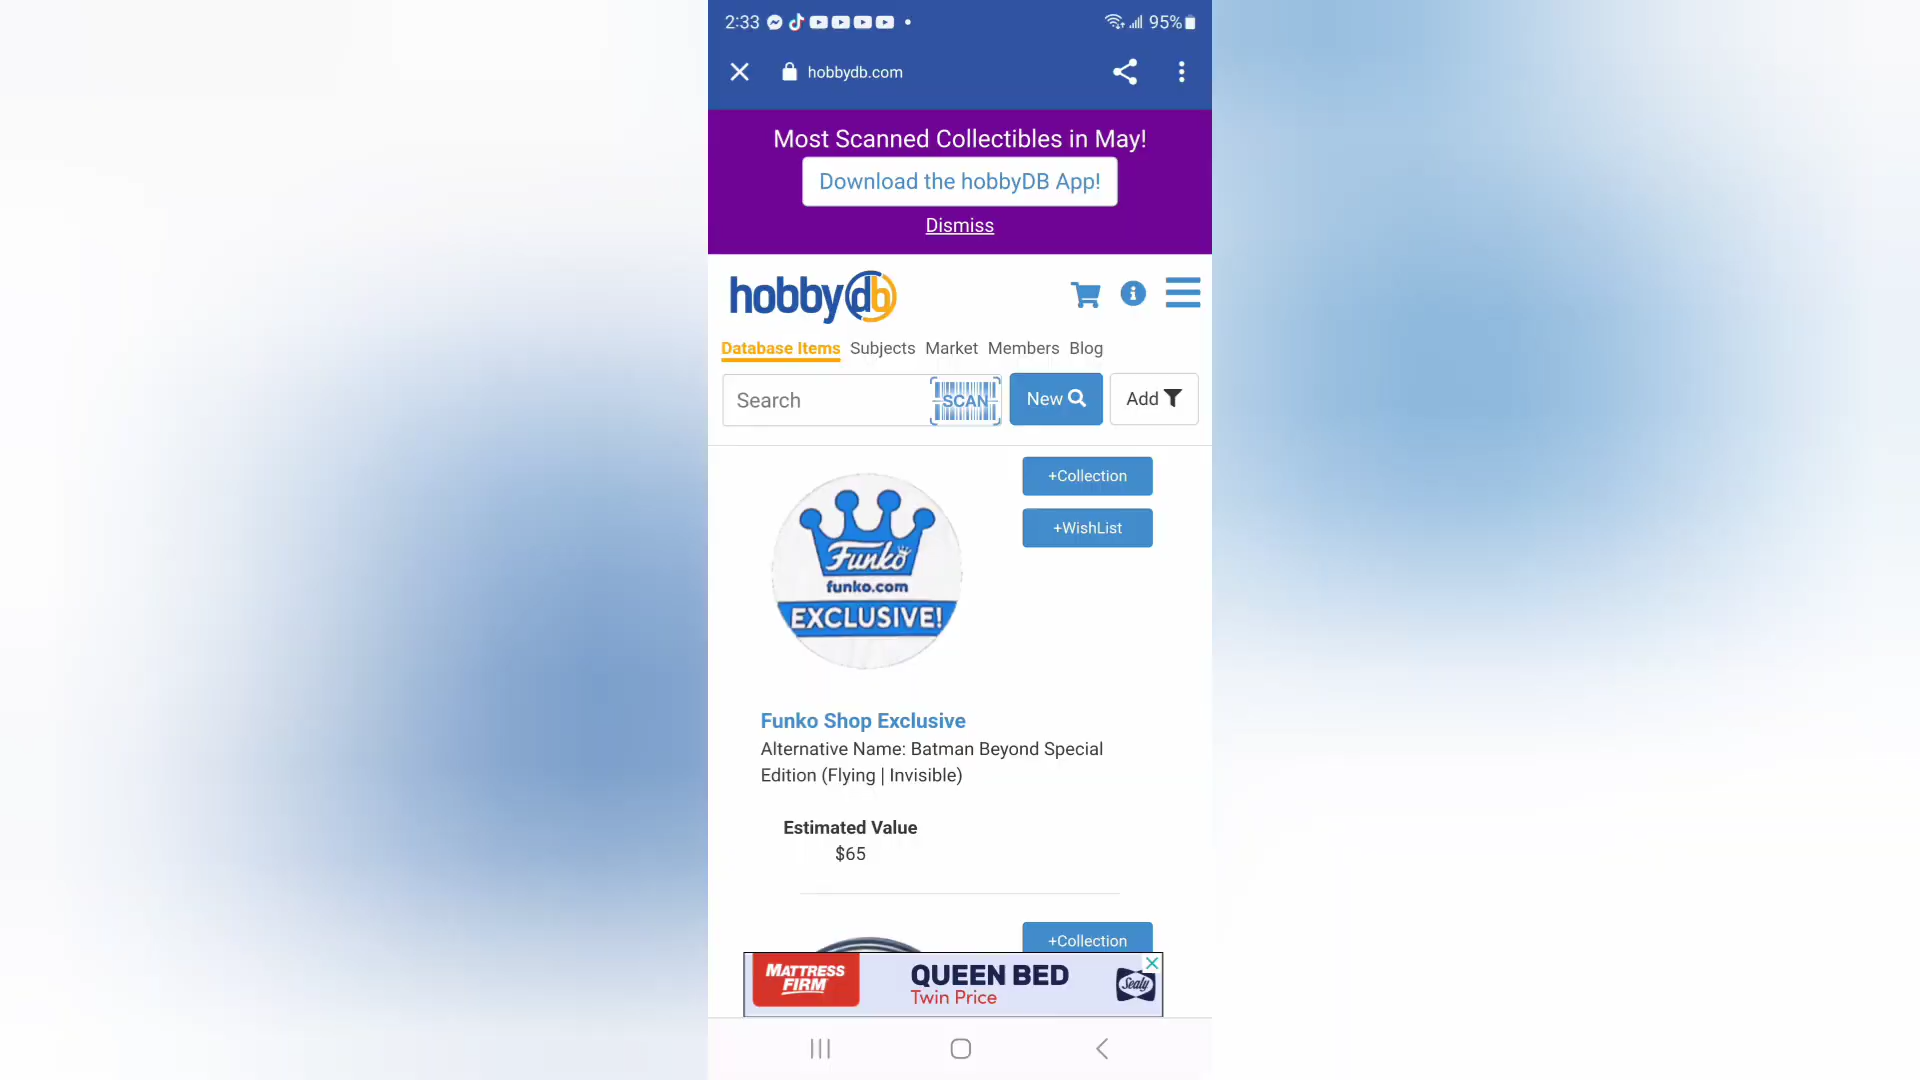 2:33
95%
hobbydb.com
Most Scanned Collectibles in May!
Download the hobbyDB App!
Dismiss
hobbydb
Database Items Subjects Market Members Blog
Search
SCAN
New
Add
+Collection
+WishList
Funko
funko.com
EXCLUSIVE!
Funko Shop Exclusive
Alternative Name: Batman Beyond Special
Edition (Flying | Invisible)
Estimated Value
$65
+Collection
MATTRESS
FIRM
QUEEN BED
Twin Price
Sealy